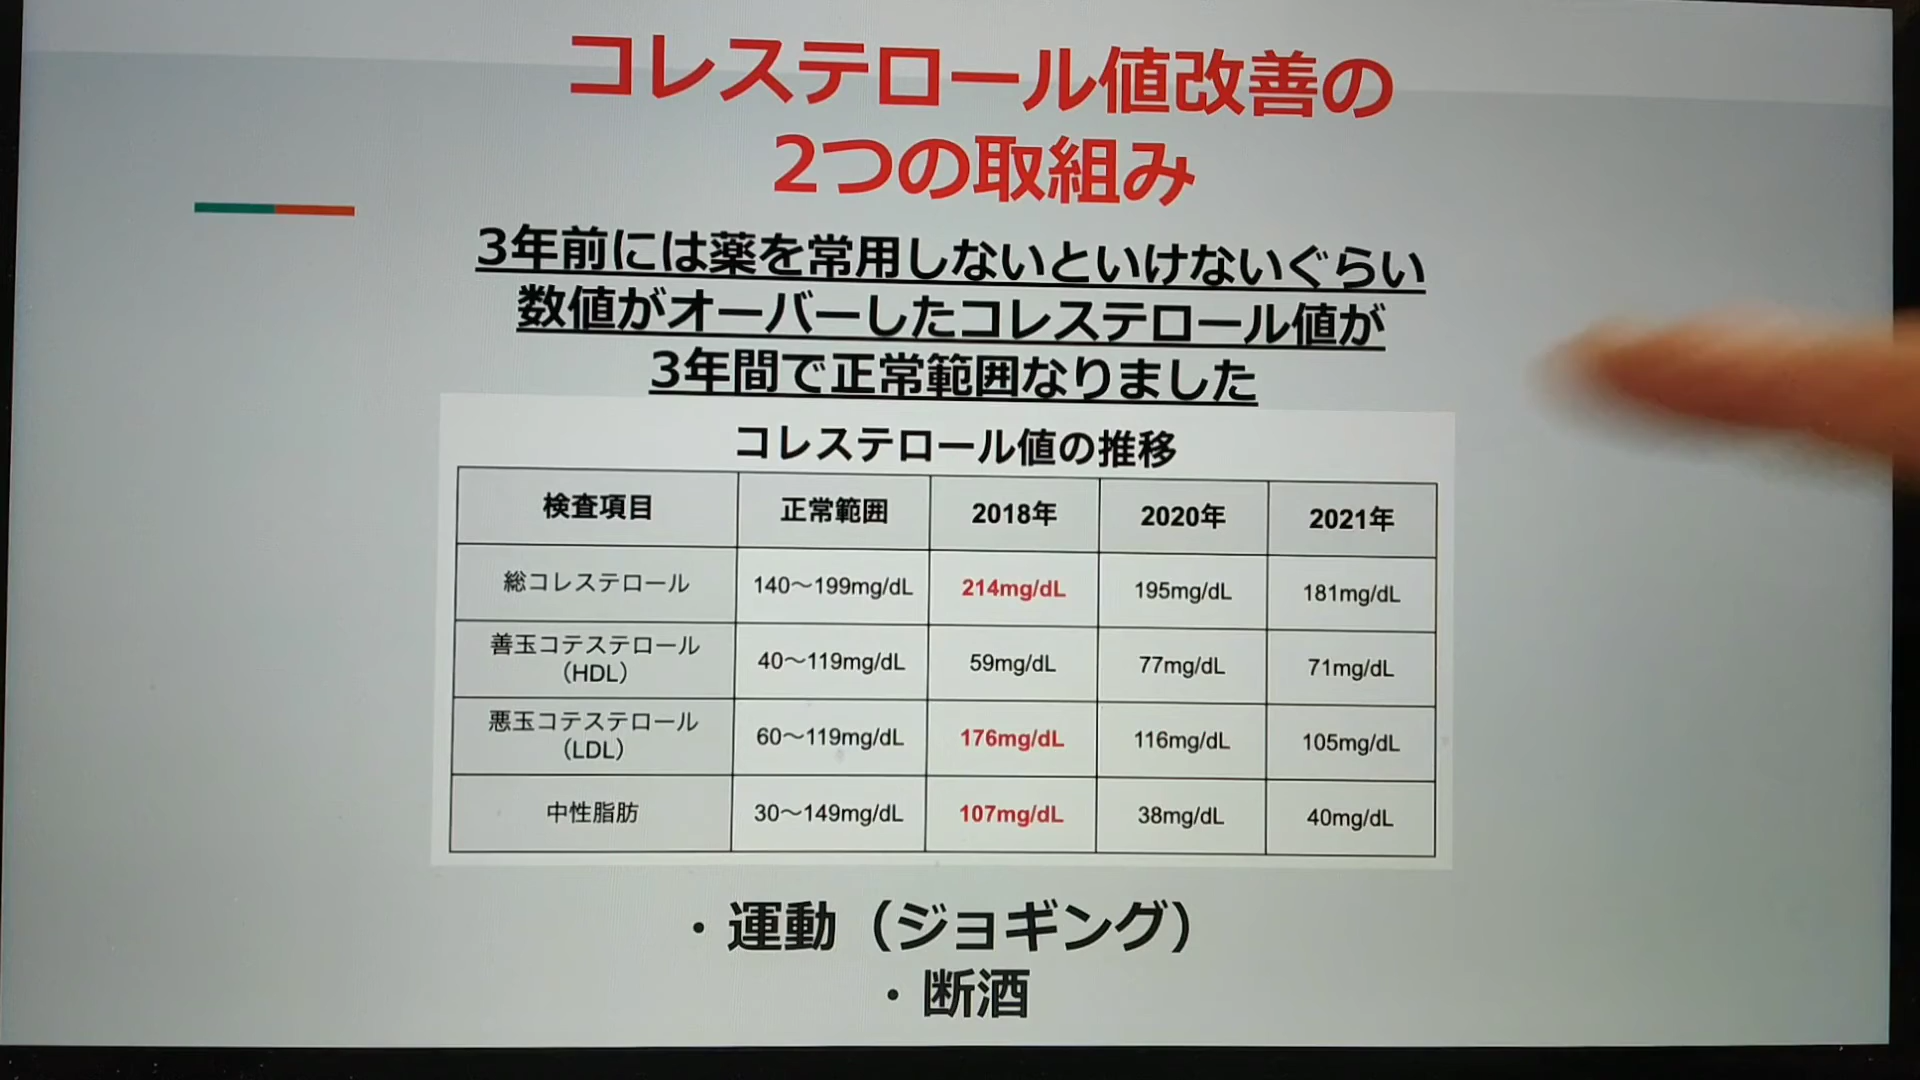 コレステロール値改善の
2つの取組み
3年前には薬を常用しないといけないぐらい
数値がオーバーしたコレステロール値が
3年間で正常範囲なりました
コレステロール値の推移
検査項目 正常範囲 2018年 2020年 2021年
総コレステロール 140〜199mg/dL 214mg/dL 195mg/dL 181mg/dL
善玉コテステロール
（HDL） 40〜119mg/dL 59mg/dL 77mg/dL 71mg/dL
悪玉コテステロール
（LDL） 60〜119mg/dL 176mg/dL 116mg/dL 105mg/dL
中性脂肪 30〜149mg/dL 107mg/dL 38mg/dL 40mg/dL
・運動（ジョギング）
・断酒